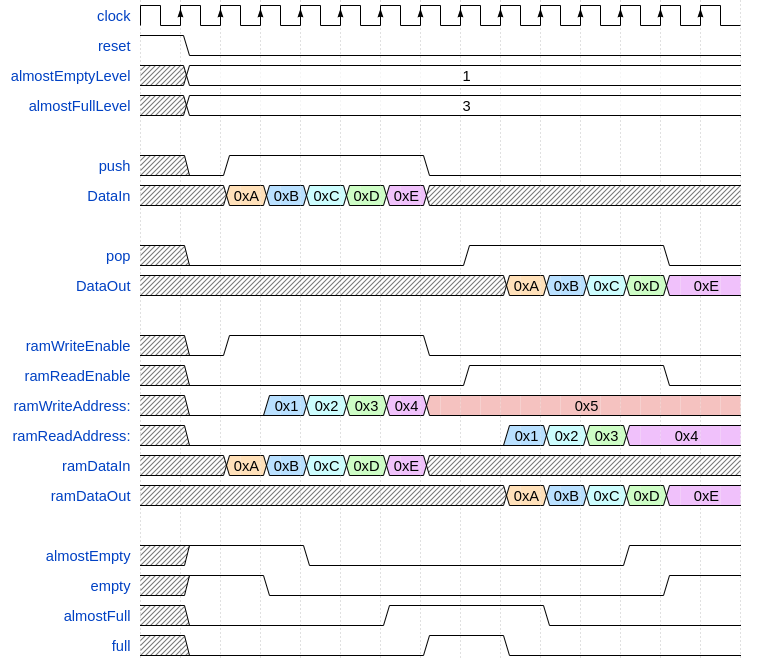 clock
reset
almostEmptyLevel 1
almostFullLevel 3
push
DataIn 0xA 0xB 0xC 0xD 0xE
pop
DataOut 0xA 0xB 0xC 0xD 0xE
ramWriteEnable
ramReadEnable
ramWriteAddress: 0x1 0x2 0x3 0x4 0x5
ramReadAddress: 0x1 0x2 0x3 0x4
ramDataIn 0xA 0xB 0xC 0xD 0xE
ramDataOut 0xA 0xB 0xC 0xD 0xE
almostEmpty
empty
almostFull
full